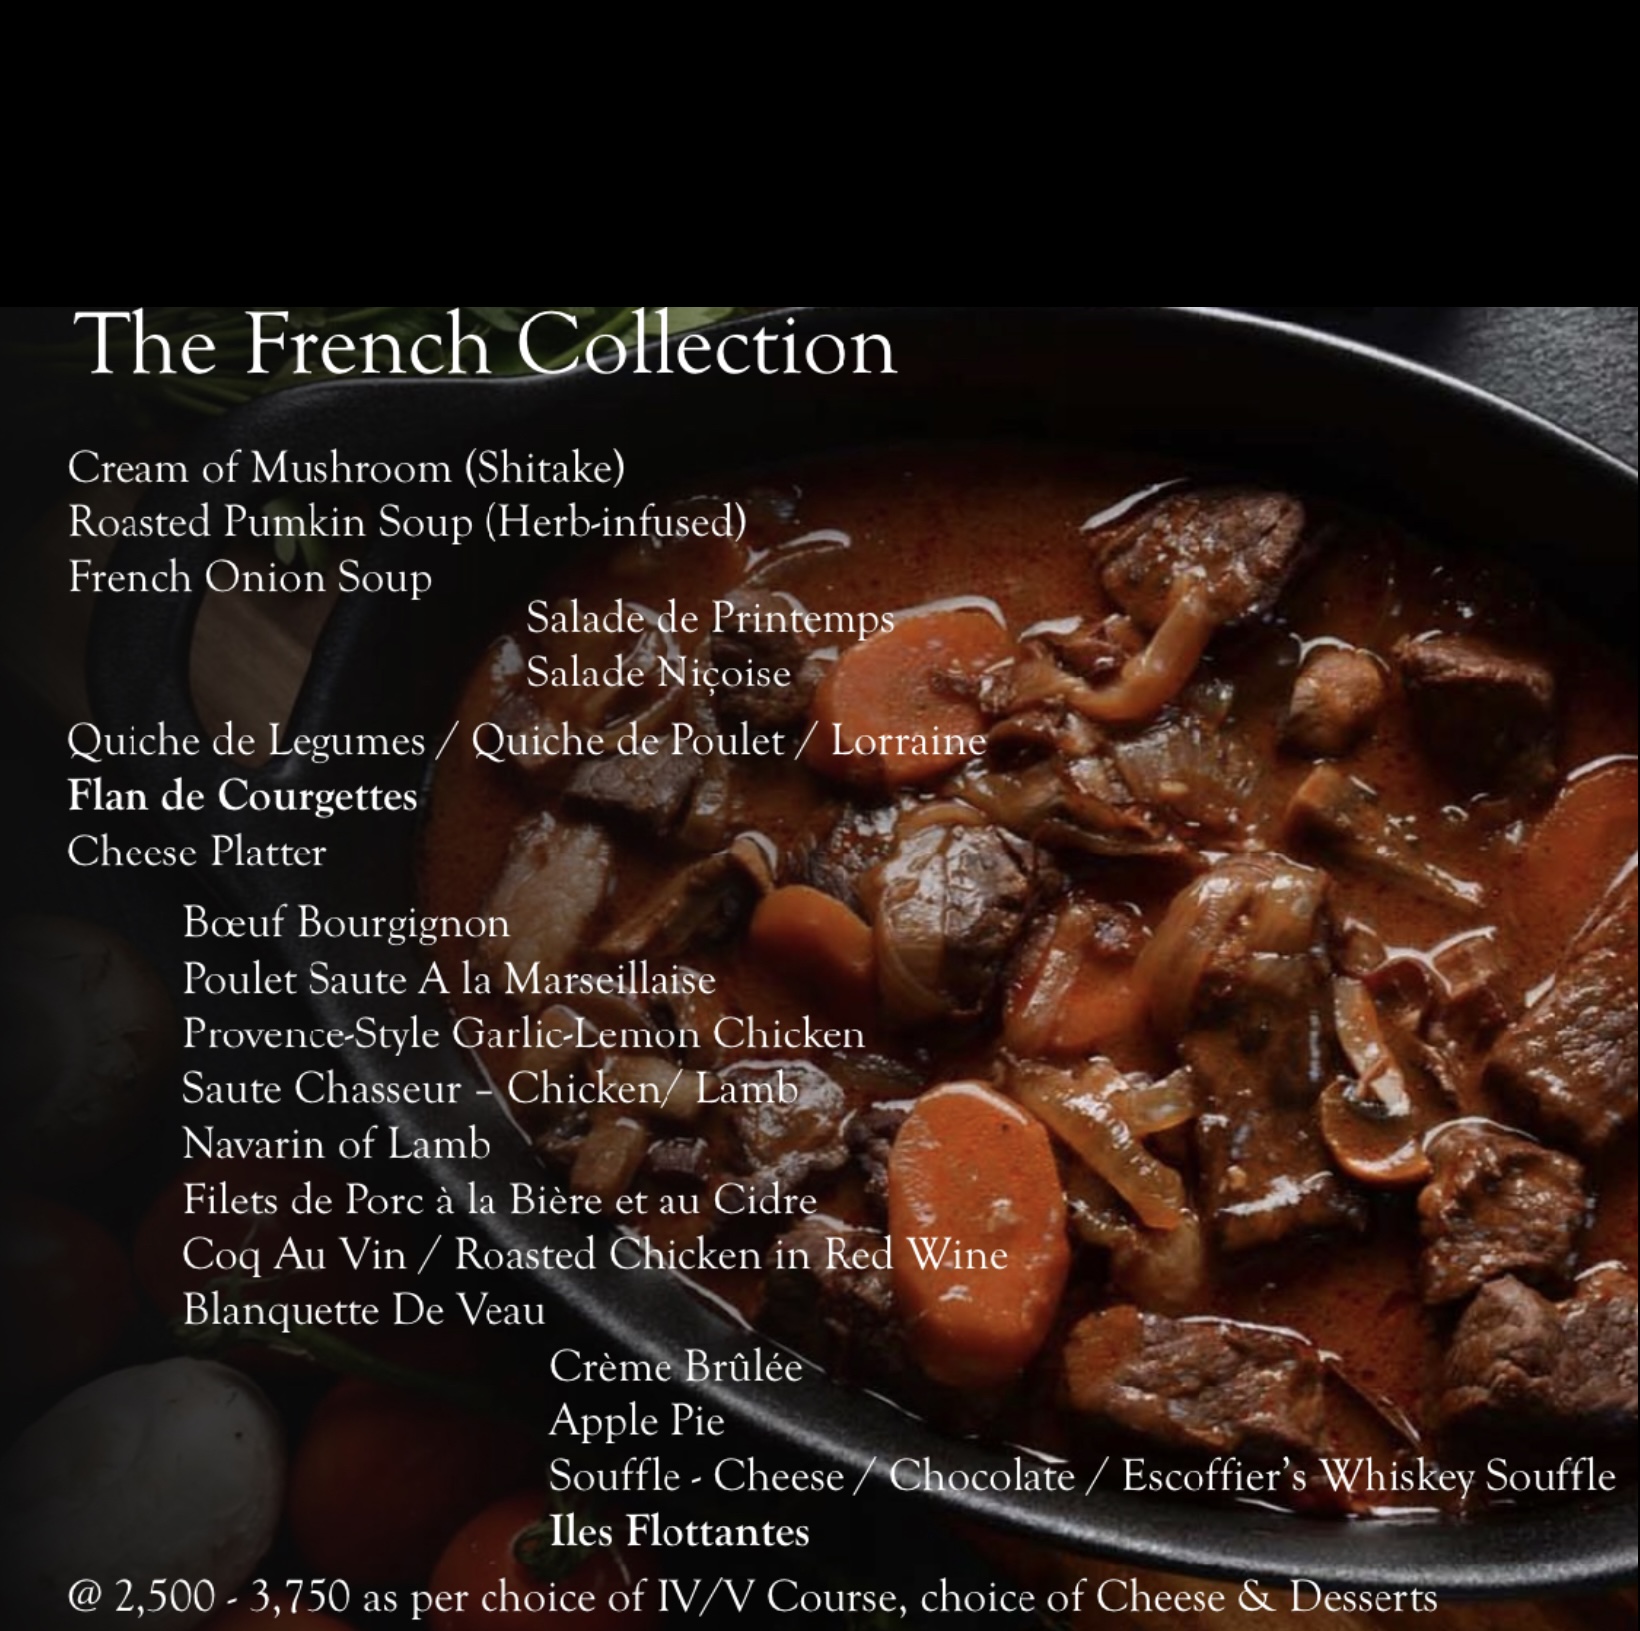 The French Collection
Cream of Mushroom (Shitake)
Roasted Pumkin Soup (Herb-infused)
French Onion Soup
Salade de Printemps
Salade Niçoise
Quiche de Legumes / Quiche de Poulet / Lorraine
Flan de Courgettes
Cheese Platter
Bœuf Bourgignon
Poulet Saute A la Marseillaise
Provence-Style Garlic-Lemon Chicken
Saute Chasseur – Chicken/ Lamb
Navarin of Lamb
Filets de Porc à la Bière et au Cidre
Coq Au Vin / Roasted Chicken in Red Wine
Blanquette De Veau
Crème Brûlée
Apple Pie
Souffle - Cheese / Chocolate / Escoffier's Whiskey Souffle
Iles Flottantes
@ 2,500 - 3,750 as per choice of IV/V Course, choice of Cheese & Desserts